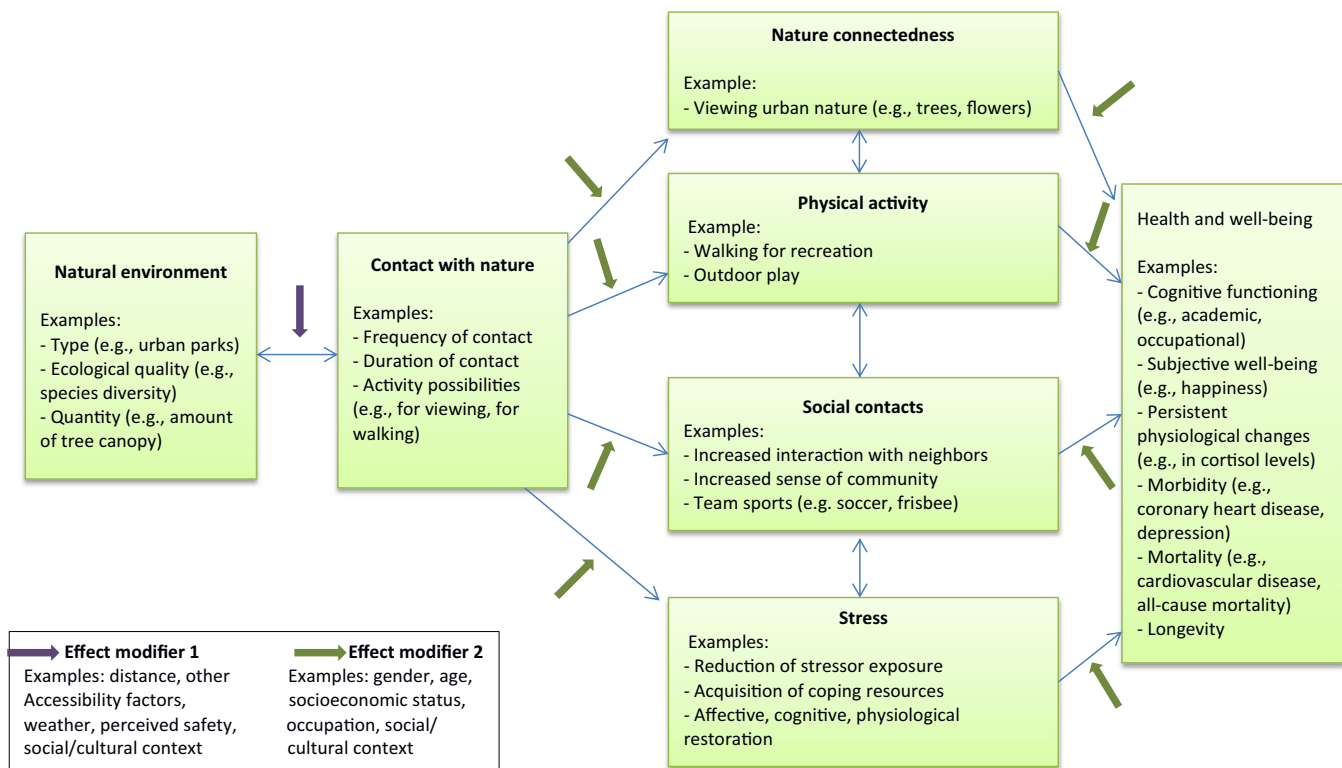 Natural environment
Examples:
- Type (e.g., urban parks)
- Ecological quality (e.g.,
species diversity)
- Quantity (e.g., amount
of tree canopy)
Contact with nature
Examples:
- Frequency of contact
- Duration of contact
- Activity possibilities
(e.g., for viewing, for
walking)
Nature connectedness
Example:
- Viewing urban nature (e.g., trees, flowers)
Physical activity
Example:
- Walking for recreation
- Outdoor play
Social contacts
Examples:
- Increased interaction with neighbors
- Increased sense of community
- Team sports (e.g. soccer, frisbee)
Stress
Examples:
- Reduction of stressor exposure
- Acquisition of coping resources
- Affective, cognitive, physiological
restoration
Health and well-being
Examples:
- Cognitive functioning
(e.g., academic,
occupational)
- Subjective well-being
(e.g., happiness)
- Persistent
physiological changes
(e.g., in cortisol levels)
- Morbidity (e.g.,
coronary heart disease,
depression)
- Mortality (e.g.,
cardiovascular disease,
all-cause mortality)
- Longevity
Effect modifier 1
Examples: distance, other
Accessibility factors,
weather, perceived safety,
social/cultural context
Effect modifier 2
Examples: gender, age,
socioeconomic status,
occupation, social/
cultural context